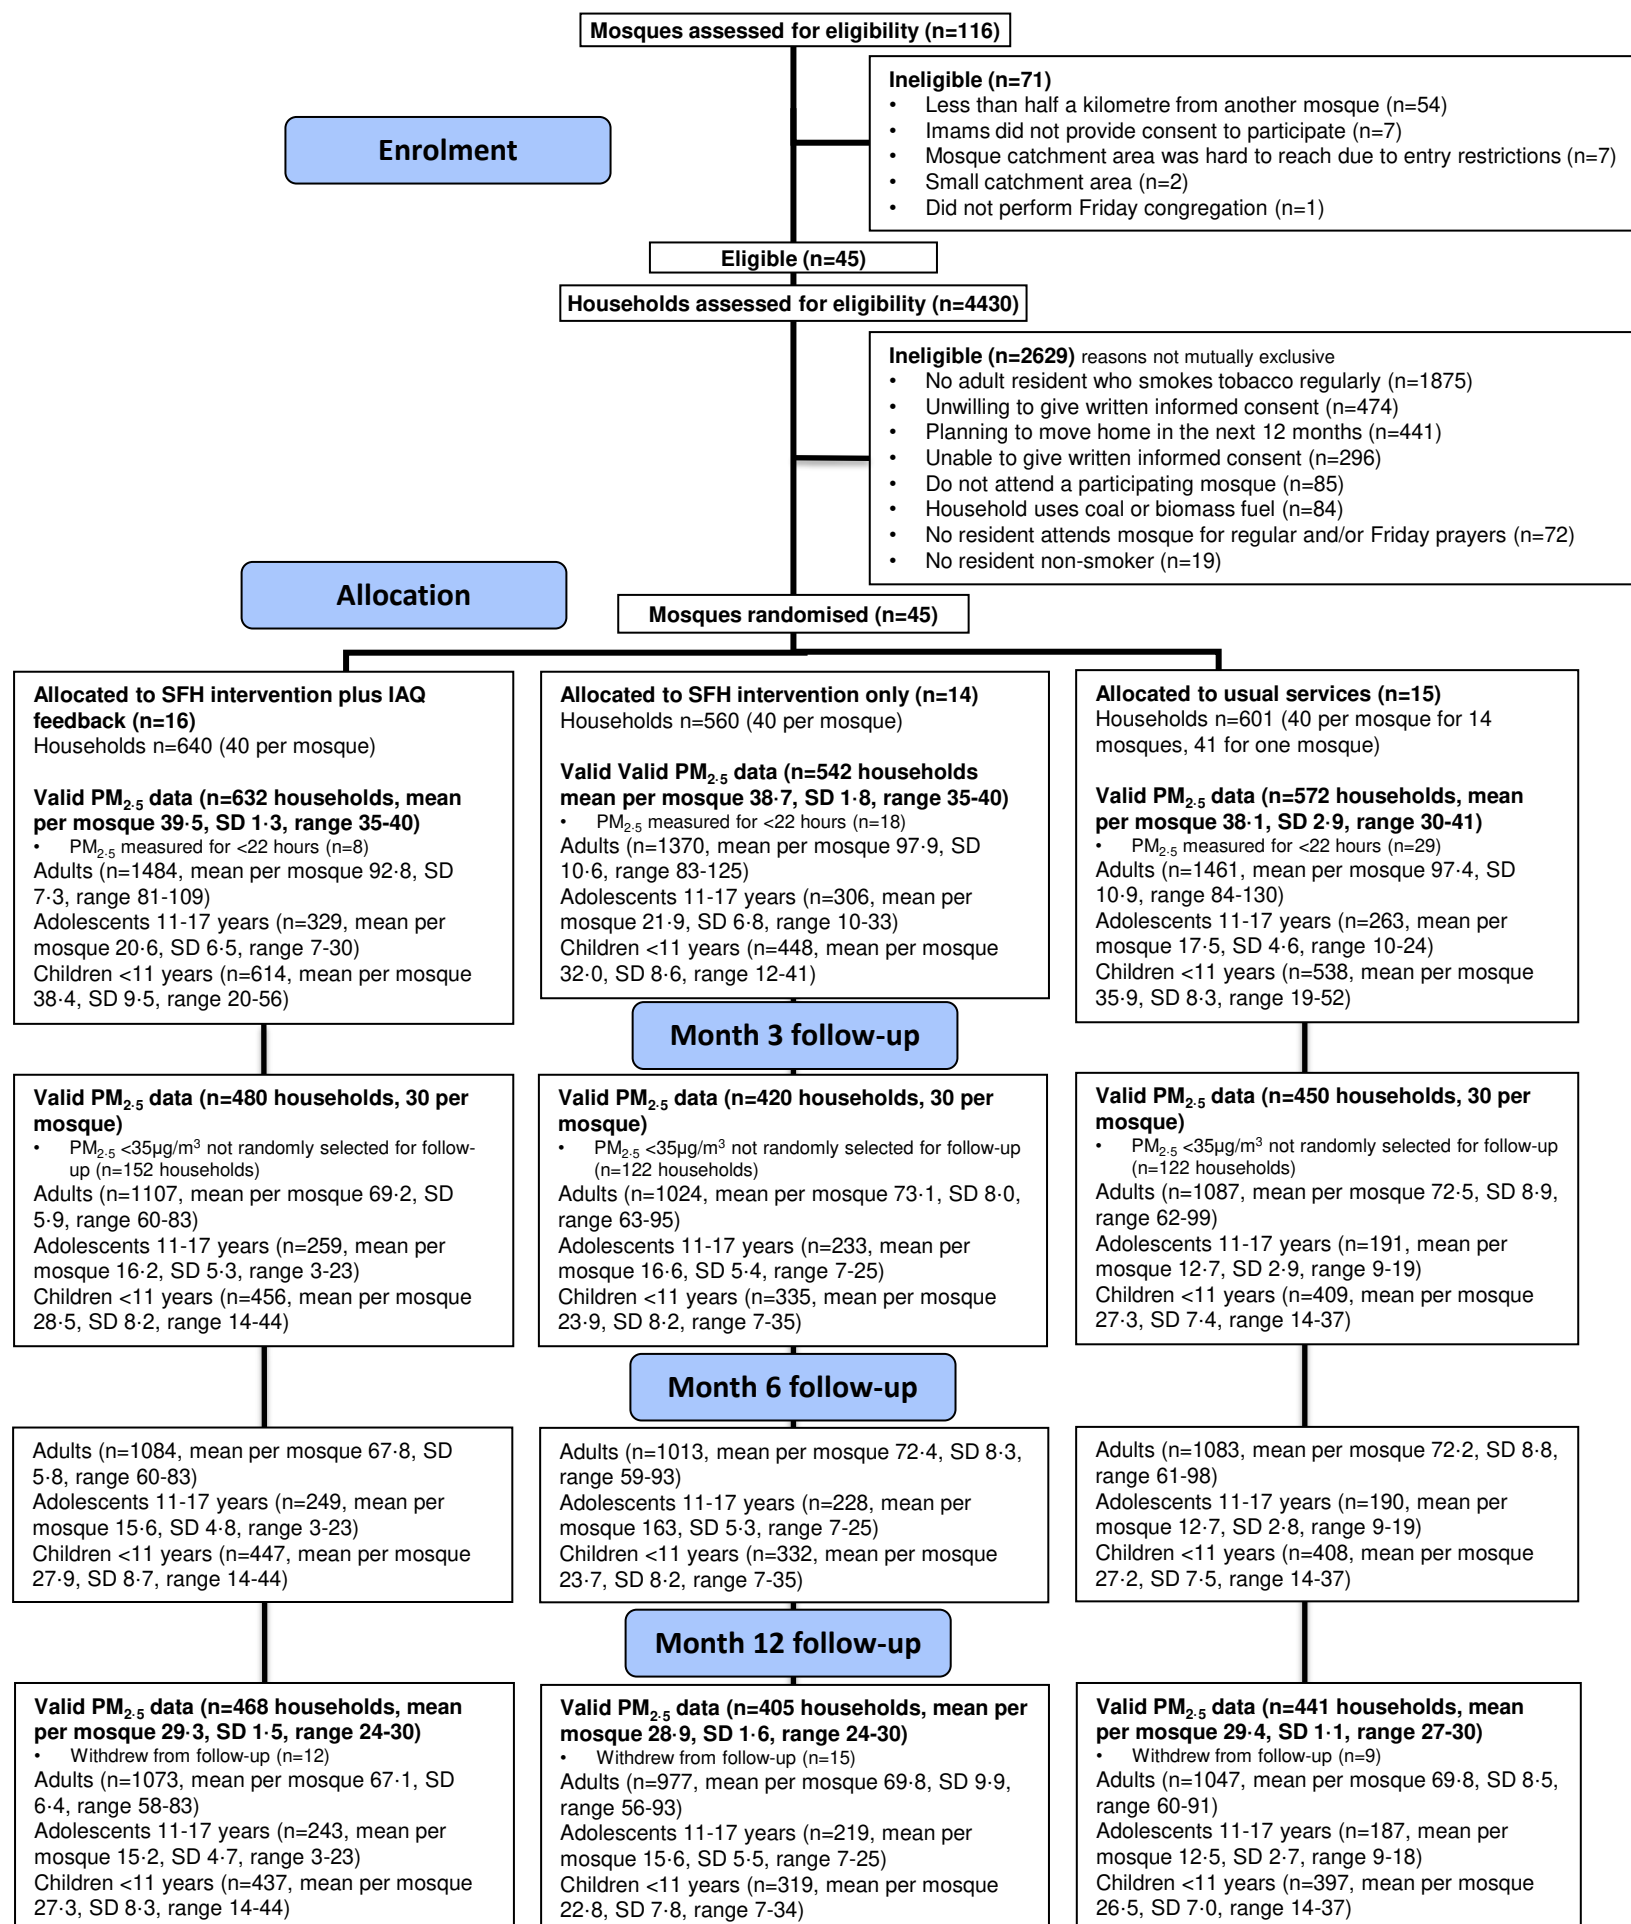 Mosques assessed for eligibility (n=116)
Ineligible (n=71)
• Less than half a kilometre from another mosque (n=54)
• Imams did not provide consent to participate (n=7)
• Mosque catchment area was hard to reach due to entry restrictions (n=7)
• Small catchment area (n=2)
• Did not perform Friday congregation (n=1)
Enrolment
Eligible (n=45)
Households assessed for eligibility (n=4430)
Ineligible (n=2629) reasons not mutually exclusive
• No adult resident who smokes tobacco regularly (n=1875)
• Unwilling to give written informed consent (n=474)
• Planning to move home in the next 12 months (n=441)
• Unable to give written informed consent (n=296)
• Do not attend a participating mosque (n=85)
• Household uses coal or biomass fuel (n=84)
• No resident attends mosque for regular and/or Friday prayers (n=72)
• No resident non-smoker (n=19)
Allocation
Mosques randomised (n=45)
Allocated to SFH intervention plus IAQ
feedback (n=16)
Households n=640 (40 per mosque)
Valid PM2·5 data (n=632 households, mean
per mosque 39·5, SD 1·3, range 35-40)
• PM2·5 measured for <22 hours (n=8)
Adults (n=1484, mean per mosque 92·8, SD
7·3, range 81-109)
Adolescents 11-17 years (n=329, mean per
mosque 20·6, SD 6·5, range 7-30)
Children <11 years (n=614, mean per mosque
38·4, SD 9·5, range 20-56)
Allocated to SFH intervention only (n=14)
Households n=560 (40 per mosque)
Valid Valid PM2·5 data (n=542 households
mean per mosque 38·7, SD 1·8, range 35-40)
• PM2·5 measured for <22 hours (n=18)
Adults (n=1370, mean per mosque 97·9, SD
10·6, range 83-125)
Adolescents 11-17 years (n=306, mean per
mosque 21·9, SD 6·8, range 10-33)
Children <11 years (n=448, mean per mosque
32·0, SD 8·6, range 12-41)
Allocated to usual services (n=15)
Households n=601 (40 per mosque for 14
mosques, 41 for one mosque)
Valid PM2·5 data (n=572 households, mean
per mosque 38·1, SD 2·9, range 30-41)
• PM2·5 measured for <22 hours (n=29)
Adults (n=1461, mean per mosque 97·4, SD
10·9, range 84-130)
Adolescents 11-17 years (n=263, mean per
mosque 17·5, SD 4·6, range 10-24)
Children <11 years (n=538, mean per mosque
35·9, SD 8·3, range 19-52)
Month 3 follow-up
Valid PM2·5 data (n=480 households, 30 per
mosque)
• PM2·5 <35µg/m³ not randomly selected for follow-
up (n=152 households)
Adults (n=1107, mean per mosque 69·2, SD
5·9, range 60-83)
Adolescents 11-17 years (n=259, mean per
mosque 16·2, SD 5·3, range 3-23)
Children <11 years (n=456, mean per mosque
28·5, SD 8·2, range 14-44)
Valid PM2·5 data (n=420 households, 30 per
mosque)
• PM2·5 <35µg/m³ not randomly selected for follow-up
(n=122 households)
Adults (n=1024, mean per mosque 73·1, SD 8·0,
range 63-95)
Adolescents 11-17 years (n=233, mean per
mosque 16·6, SD 5·4, range 7-25)
Children <11 years (n=335, mean per mosque
23·9, SD 8·2, range 7-35)
Valid PM2·5 data (n=450 households, 30 per
mosque)
• PM2·5 <35µg/m³ not randomly selected for follow-up
(n=122 households)
Adults (n=1087, mean per mosque 72·5, SD 8·9,
range 62-99)
Adolescents 11-17 years (n=191, mean per
mosque 12·7, SD 2·9, range 9-19)
Children <11 years (n=409, mean per mosque
27·3, SD 7·4, range 14-37)
Month 6 follow-up
Adults (n=1084, mean per mosque 67·8, SD
5·8, range 60-83)
Adolescents 11-17 years (n=249, mean per
mosque 15·6, SD 4·8, range 3-23)
Children <11 years (n=447, mean per mosque
27·9, SD 8·7, range 14-44)
Adults (n=1013, mean per mosque 72·4, SD 8·3,
range 59-93)
Adolescents 11-17 years (n=228, mean per
mosque 163, SD 5·3, range 7-25)
Children <11 years (n=332, mean per mosque
23·7, SD 8·2, range 7-35)
Adults (n=1083, mean per mosque 72·2, SD 8·8,
range 61-98)
Adolescents 11-17 years (n=190, mean per
mosque 12·7, SD 2·8, range 9-19)
Children <11 years (n=408, mean per mosque
27·2, SD 7·5, range 14-37)
Month 12 follow-up
Valid PM2·5 data (n=468 households, mean
per mosque 29·3, SD 1·5, range 24-30)
• Withdrew from follow-up (n=12)
Adults (n=1073, mean per mosque 67·1, SD
6·4, range 58-83)
Adolescents 11-17 years (n=243, mean per
mosque 15·2, SD 4·7, range 3-23)
Children <11 years (n=437, mean per mosque
27·3, SD 8·3, range 14-44)
Valid PM2·5 data (n=405 households, mean per
mosque 28·9, SD 1·6, range 24-30)
• Withdrew from follow-up (n=15)
Adults (n=977, mean per mosque 69·8, SD 9·9,
range 56-93)
Adolescents 11-17 years (n=219, mean per
mosque 15·6, SD 5·5, range 7-25)
Children <11 years (n=319, mean per mosque
22·8, SD 7·8, range 7-34)
Valid PM2·5 data (n=441 households, mean
per mosque 29·4, SD 1·1, range 27-30)
• Withdrew from follow-up (n=9)
Adults (n=1047, mean per mosque 69·8, SD 8·5,
range 60-91)
Adolescents 11-17 years (n=187, mean per
mosque 12·5, SD 2·7, range 9-18)
Children <11 years (n=397, mean per mosque
26·5, SD 7·0, range 14-37)